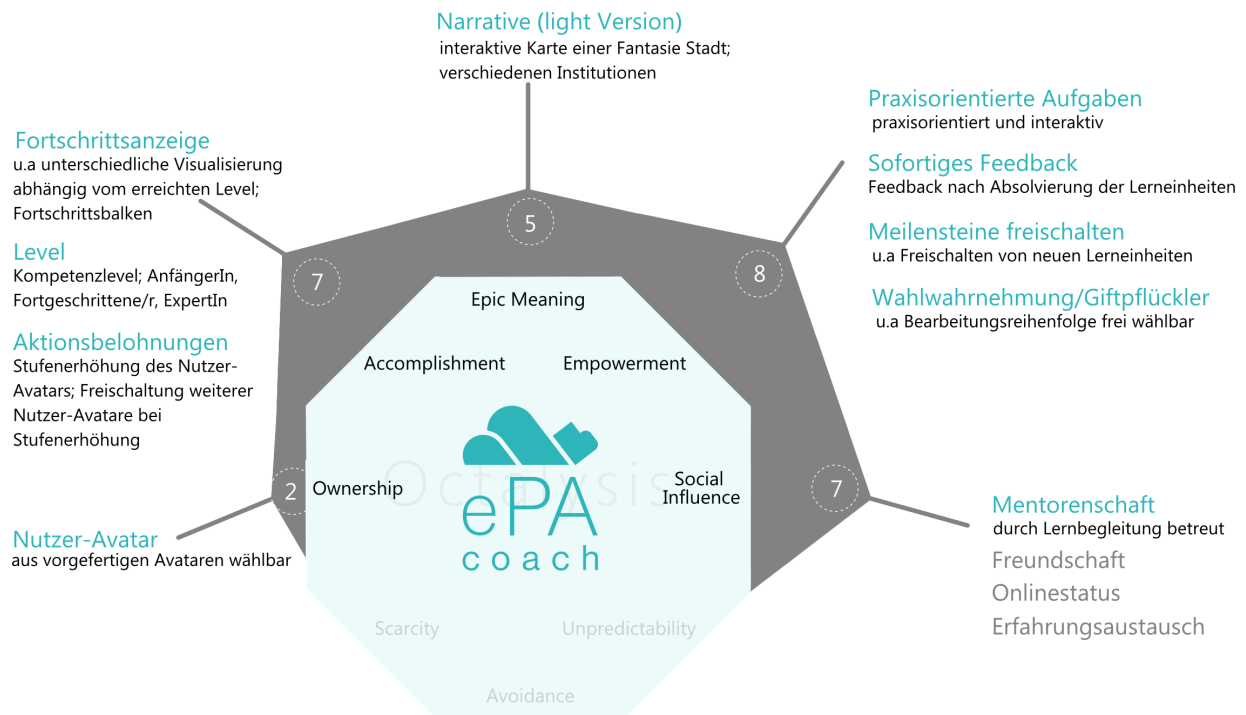 Narrative (light Version)
interaktive Karte einer Fantasie Stadt;
verschiedenen Institutionen
Fortschrittsanzeige
u.a unterschiedliche Visualisierung
abhängig vom erreichten Level;
Fortschrittsbalken
Level
Kompetenzlevel; AnfängerIn,
Fortgeschrittene/r, ExpertIn
Aktionsbelohnungen
Stufenerhöhung des Nutzer-
Avatars; Freischaltung weiterer
Nutzer-Avatare bei
Stufenerhöhung
Nutzer-Avatar
aus vorgefertigen Avataren wählbar
Praxisorientierte Aufgaben
praxisorientiert und interaktiv
Sofortiges Feedback
Feedback nach Absolvierung der Lerneinheiten
Meilensteine freischalten
u.a Freischalten von neuen Lerneinheiten
Wahlwahrnehmung/Giftpflückler
u.a Bearbeitungsreihenfolge frei wählbar
Mentorenschaft
durch Lernbegleitung betreut
Freundschaft
Onlinestatus
Erfahrungsaustausch
5
7
8
2
7
Epic Meaning
Accomplishment
Empowerment
Ownership
Octalysis
Social
Influence
ePA
coach
Scarcity
Unpredictability
Avoidance